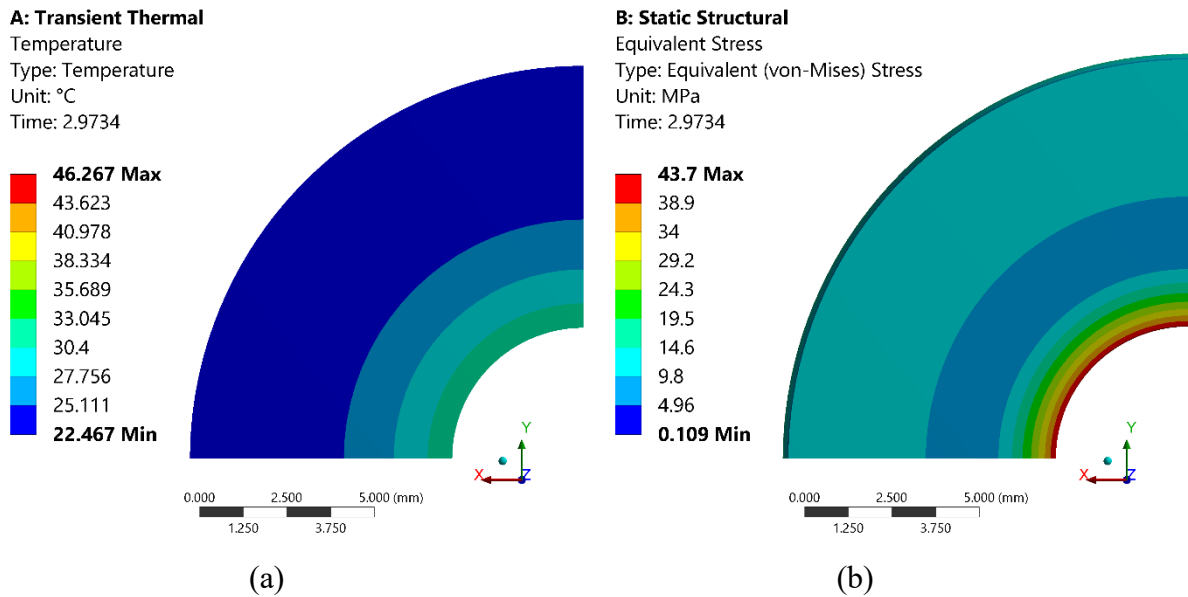 A: Transient Thermal
Temperature
Type: Temperature
Unit: °C
Time: 2.9734
46.267 Max
43.623
40.978
38.334
35.689
33.045
30.4
27.756
25.111
22.467 Min
Y
X
Z
0.000 2.500 5.000 (mm)
1.250 3.750
(a)
B: Static Structural
Equivalent Stress
Type: Equivalent (von-Mises) Stress
Unit: MPa
Time: 2.9734
43.7 Max
38.9
34
29.2
24.3
19.5
14.6
9.8
4.96
0.109 Min
Y
X
Z
0.000 2.500 5.000 (mm)
1.250 3.750
(b)